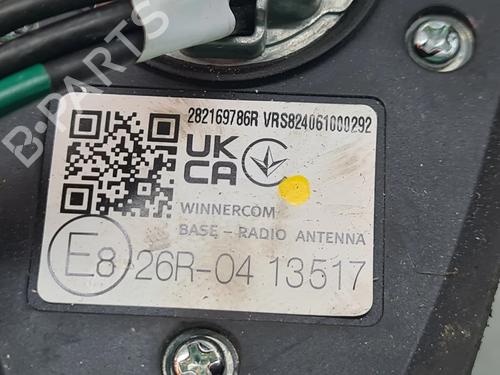 282169786R VRS824061000292
UK
CA
WINNERCOM
BASE - RADIO ANTENNA
E8 26R-04 13517
B-PARTS